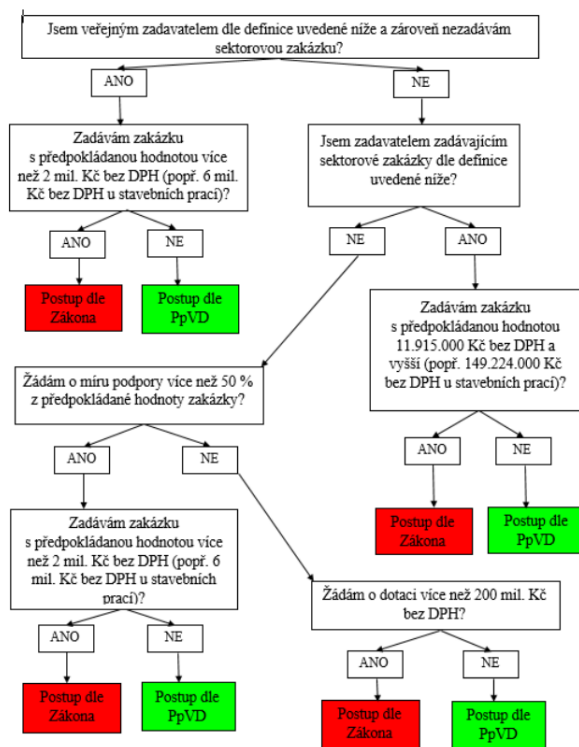 Jsem veřejným zadavatelem dle definice uvedené níže a zároveň nezadávám
sektorovou zakázku?
ANO
NE
Zadávám zakázku
s předpokládanou hodnotou více
než 2 mil. Kč bez DPH (popř. 6 mil.
Kč bez DPH u stavebních prací)?
Jsem zadavatelem zadávajícím
sektorové zakázky dle definice
uvedené níže?
ANO
NE
NE
ANO
Postup dle
Zákona
Postup dle
PpVD
Zadávám zakázku
s předpokládanou hodnotou
11.915.000 Kč bez DPH a
vyšší (popř. 149.224.000 Kč
bez DPH u stavebních prací)?
Žádám o míru podpory více než 50 %
z předpokládané hodnoty zakázky?
ANO
NE
ANO
NE
Postup dle
Zákona
Postup dle
PpVD
Zadávám zakázku
s předpokládanou hodnotou více
než 2 mil. Kč bez DPH (popř. 6
mil. Kč bez DPH u stavebních
prací)?
Žádám o dotaci více než 200 mil. Kč
bez DPH?
ANO
NE
ANO
NE
Postup dle
Zákona
Postup dle
PpVD
Postup dle
Zákona
Postup dle
PpVD